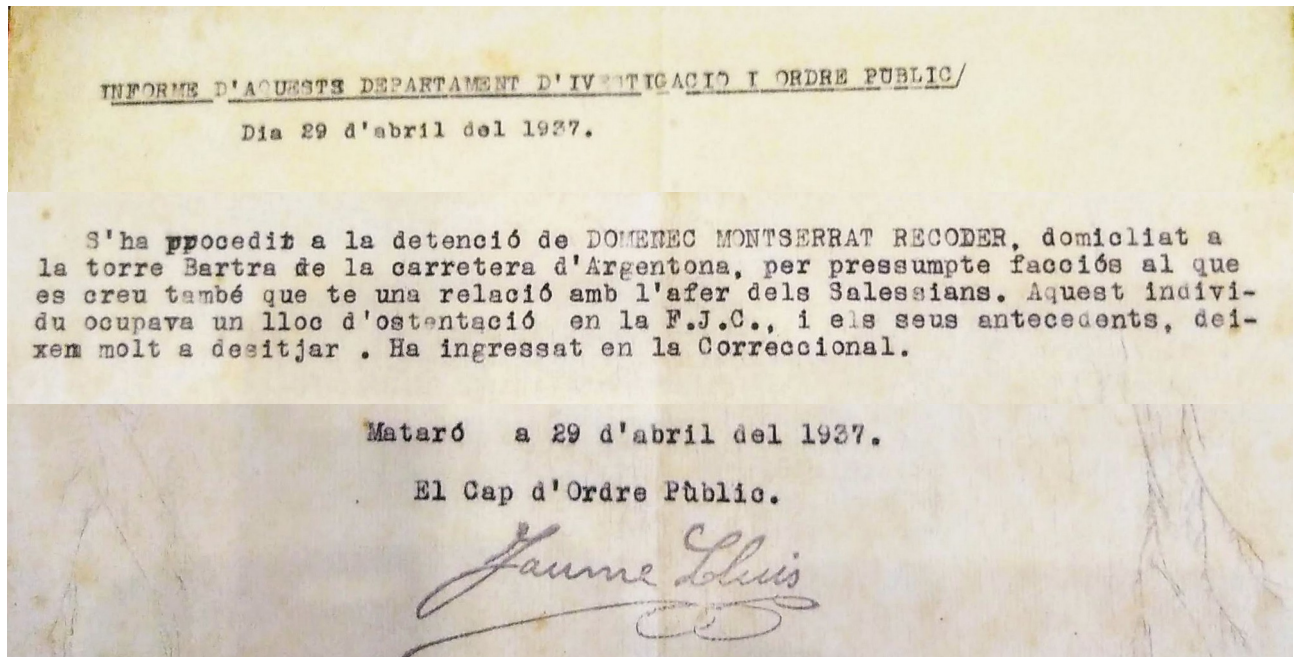 INFORME D'AQUESTS DEPARTAMENT D'IVESTIGACIO I ORDRE PUBLIC/
Dia 29 d'abril del 1937.
S'ha procedit a la detenció de DOMENEC MONTSERRAT RECODER, domicliat a
la torre Bartra de la carretera d'Argentona, per pressumpte facciós al que
es creu també que te una relació amb l'afer dels Salessians. Aquest indivi-
du ocupava un lloc d'ostentació en la F.J.C., i els seus antecedents, dei-
xem molt a desitjar . Ha ingressat en la Correccional.
Mataró a 29 d'abril del 1937.
El Cap d'Ordre Pùblic.
Jaume Lluis